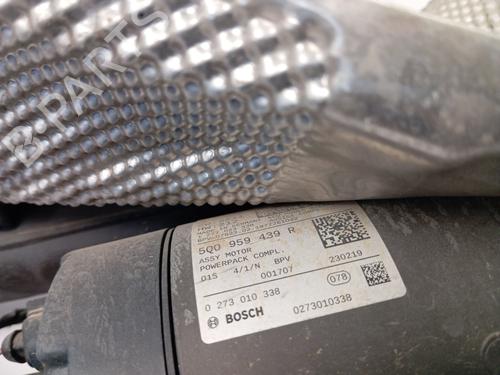 5Q0 959 439 R
ASSY MOTOR
POWERPACK COMPL.
015 4/1/N BPV 230219
001707
0 273 010 338 078
BOSCH 0273010338